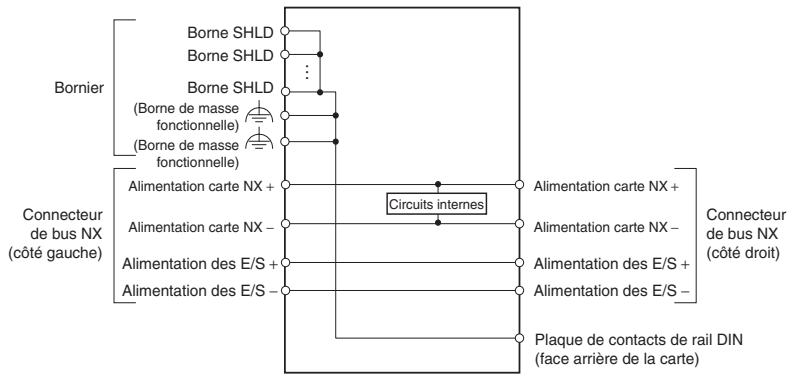 Borne SHLD
Borne SHLD
Borne SHLD
Bornier
(Borne de masse
fonctionnelle)
(Borne de masse
fonctionnelle)
Alimentation carte NX +
Alimentation carte NX +
Circuits internes
Connecteur
de bus NX
(côté gauche)
Alimentation carte NX −
Alimentation carte NX −
Connecteur
de bus NX
(côté droit)
Alimentation des E/S +
Alimentation des E/S +
Alimentation des E/S −
Alimentation des E/S −
Plaque de contacts de rail DIN
(face arrière de la carte)